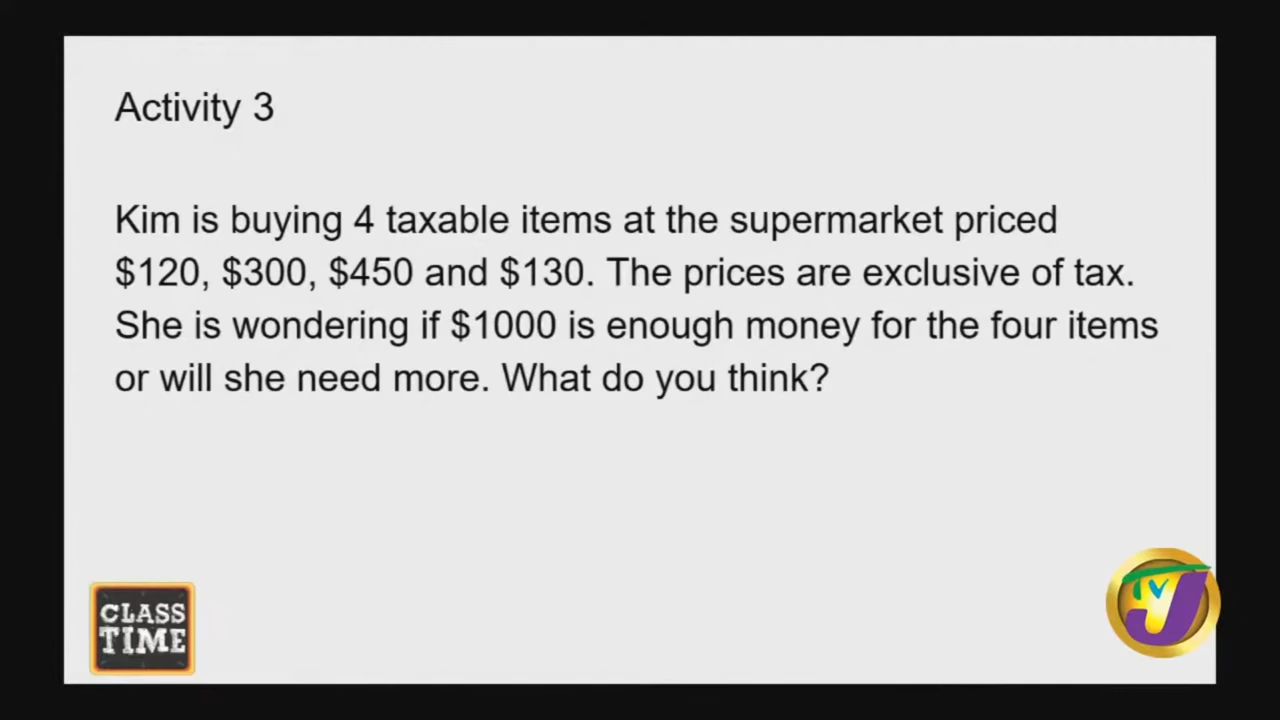 Activity 3
Kim is buying 4 taxable items at the supermarket priced
$120, $300, $450 and $130. The prices are exclusive of tax.
She is wondering if $1000 is enough money for the four items
or will she need more. What do you think?
CLASS
TIME
TVJ